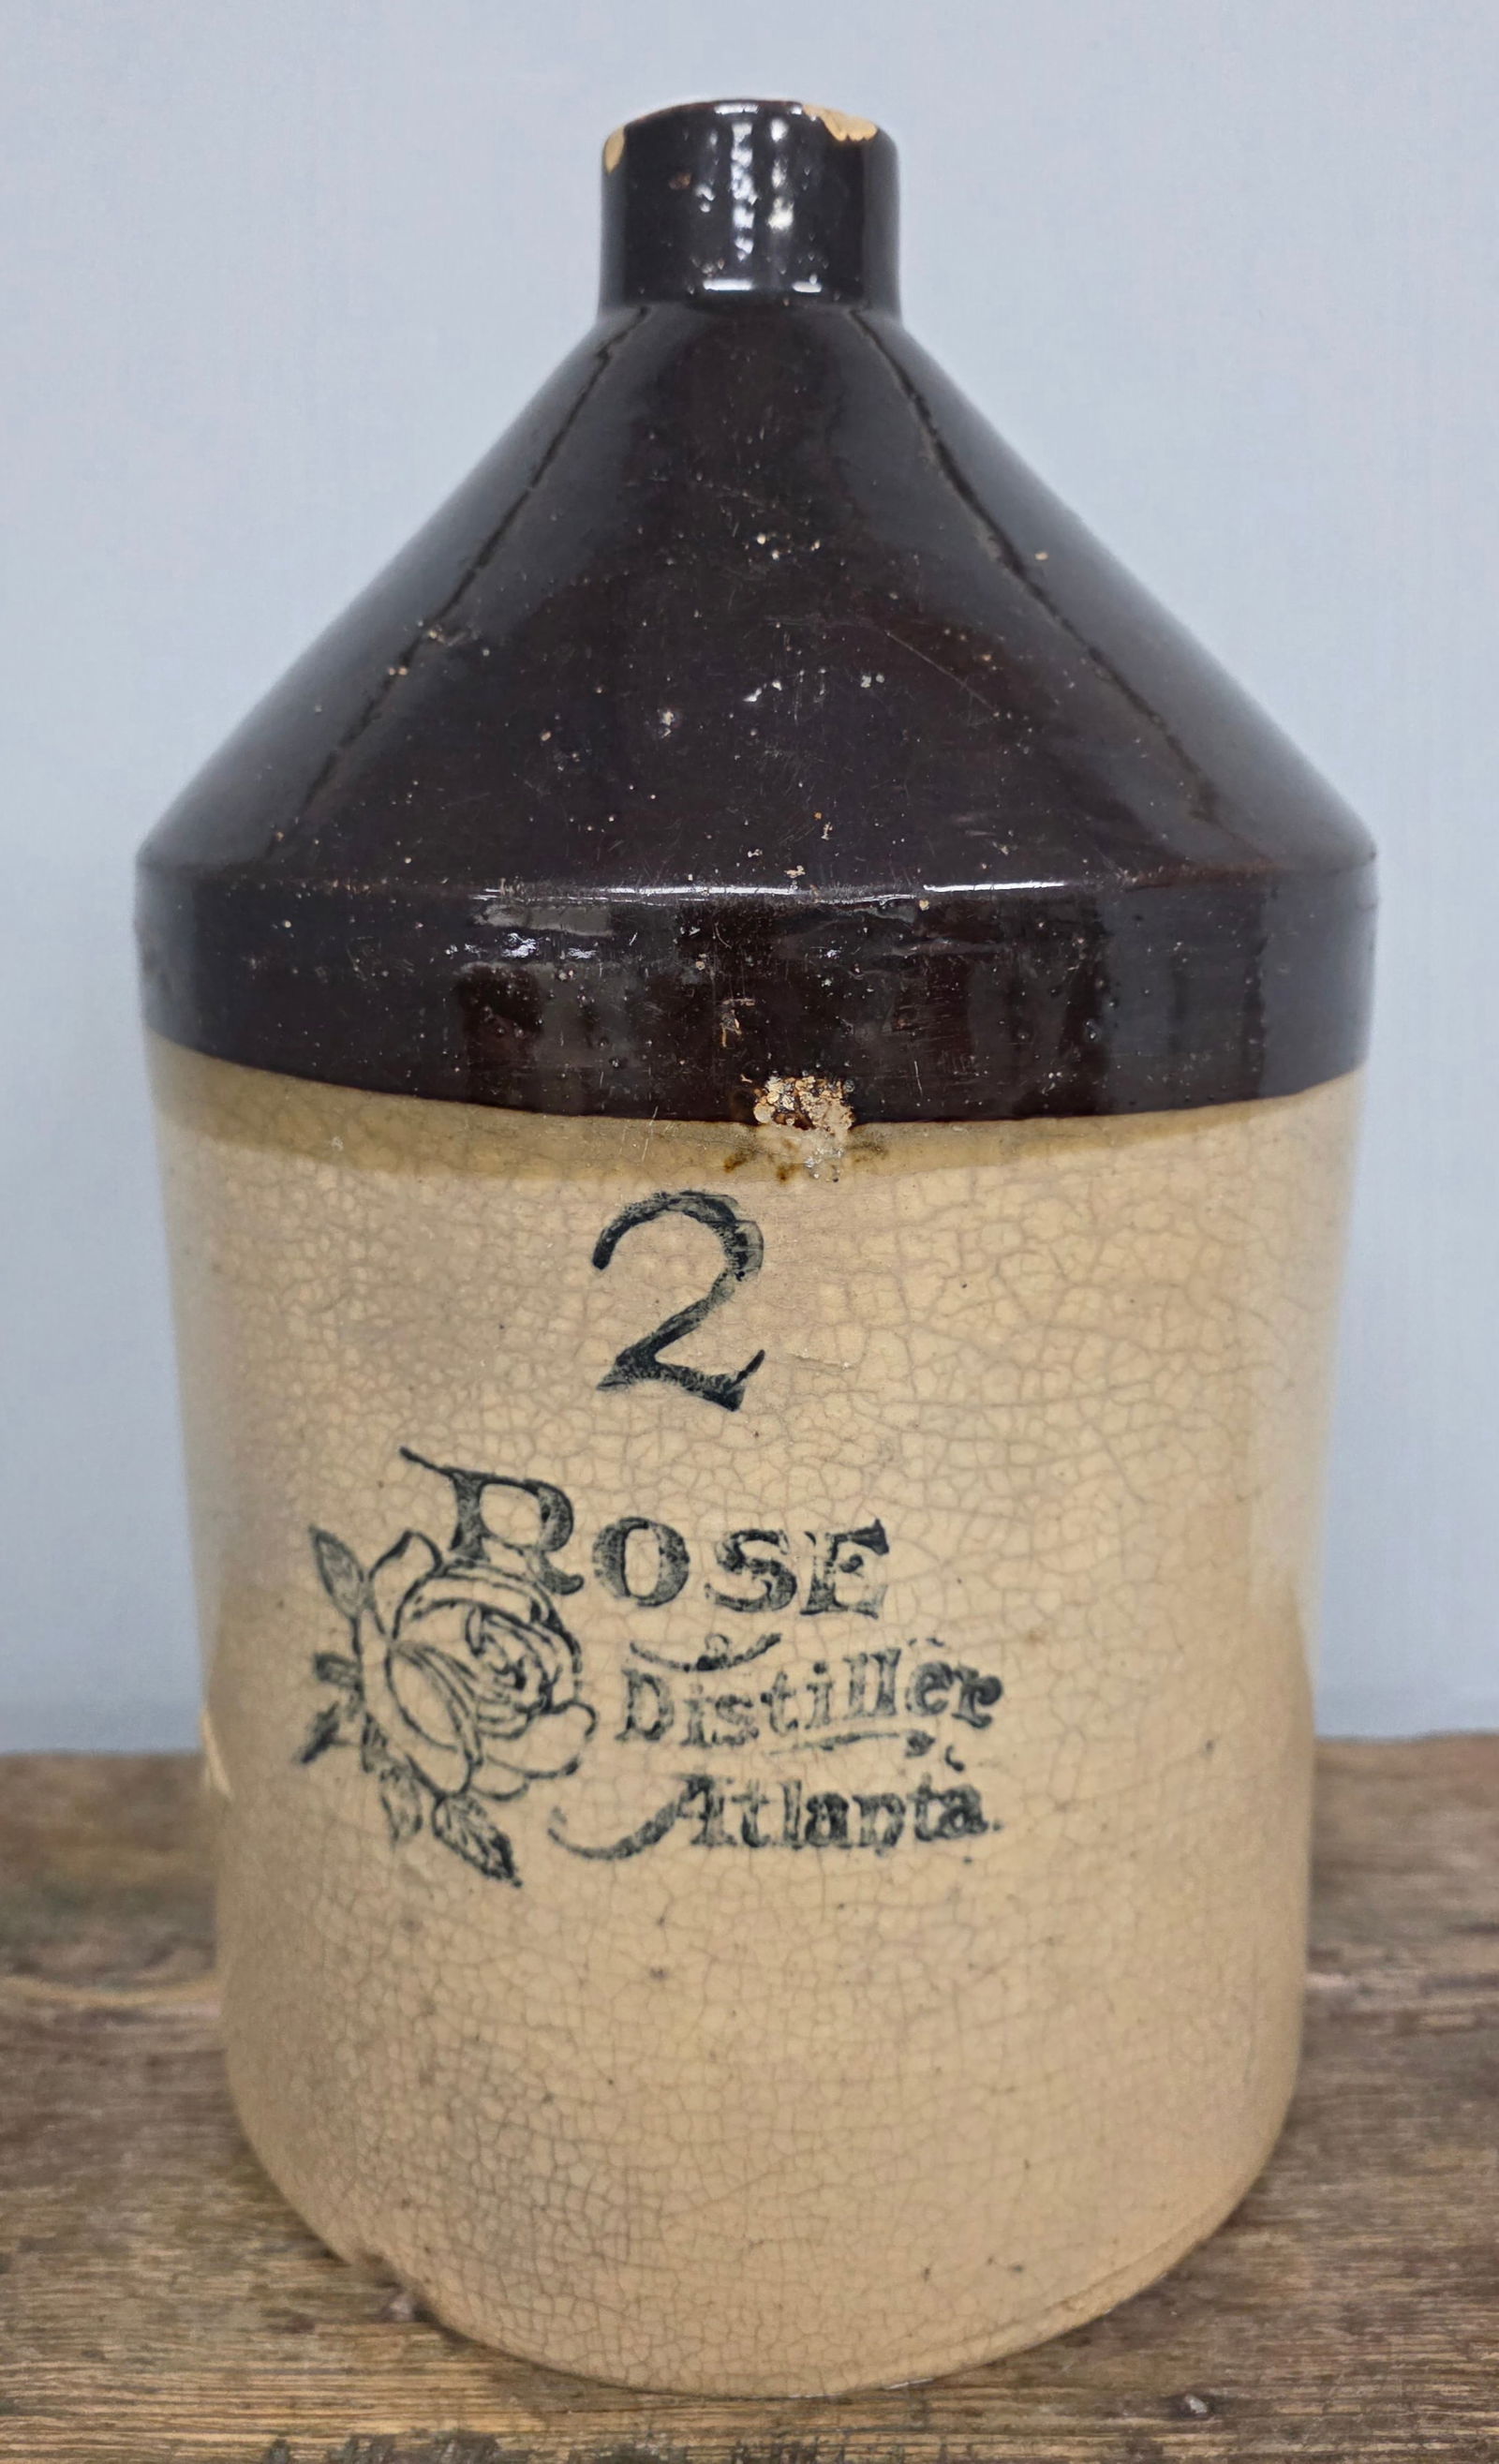 2
ROSE
Distiller
Atlanta.